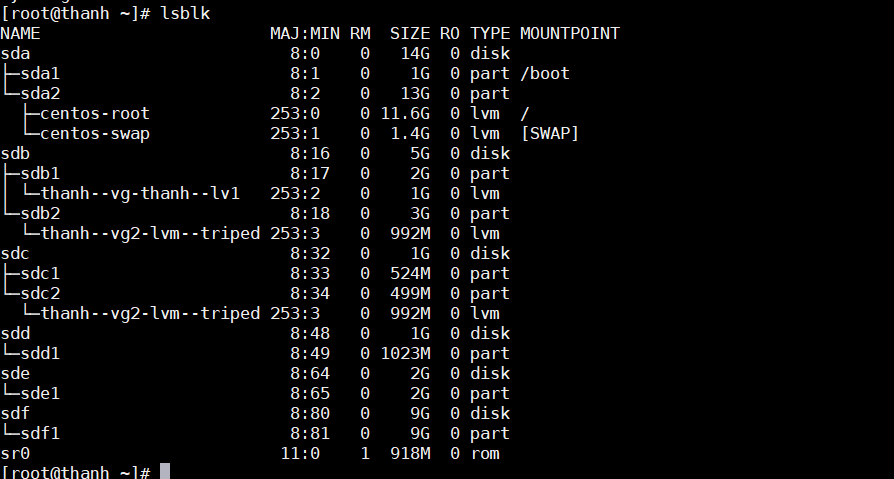 [root@thanh ~]# lsblk
NAME                       MAJ:MIN RM   SIZE RO TYPE MOUNTPOINT
sda                          8:0    0    14G  0 disk
├─sda1                       8:1    0     1G  0 part /boot
└─sda2                       8:2    0    13G  0 part
  ├─centos-root            253:0    0  11.6G  0 lvm  /
  └─centos-swap            253:1    0   1.4G  0 lvm  [SWAP]
sdb                          8:16   0     5G  0 disk
├─sdb1                       8:17   0     2G  0 part
│ └─thanh--vg-thanh--lv1   253:2    0     1G  0 lvm
└─sdb2                       8:18   0     3G  0 part
  └─thanh--vg2-lvm--triped 253:3    0   992M  0 lvm
sdc                          8:32   0     1G  0 disk
├─sdc1                       8:33   0   524M  0 part
└─sdc2                       8:34   0   499M  0 part
  └─thanh--vg2-lvm--triped 253:3    0   992M  0 lvm
sdd                          8:48   0     1G  0 disk
└─sdd1                       8:49   0  1023M  0 part
sde                          8:64   0     2G  0 disk
└─sde1                       8:65   0     2G  0 part
sdf                          8:80   0     9G  0 disk
└─sdf1                       8:81   0     9G  0 part
sr0                         11:0    1   918M  0 rom
[root@thanh ~]#